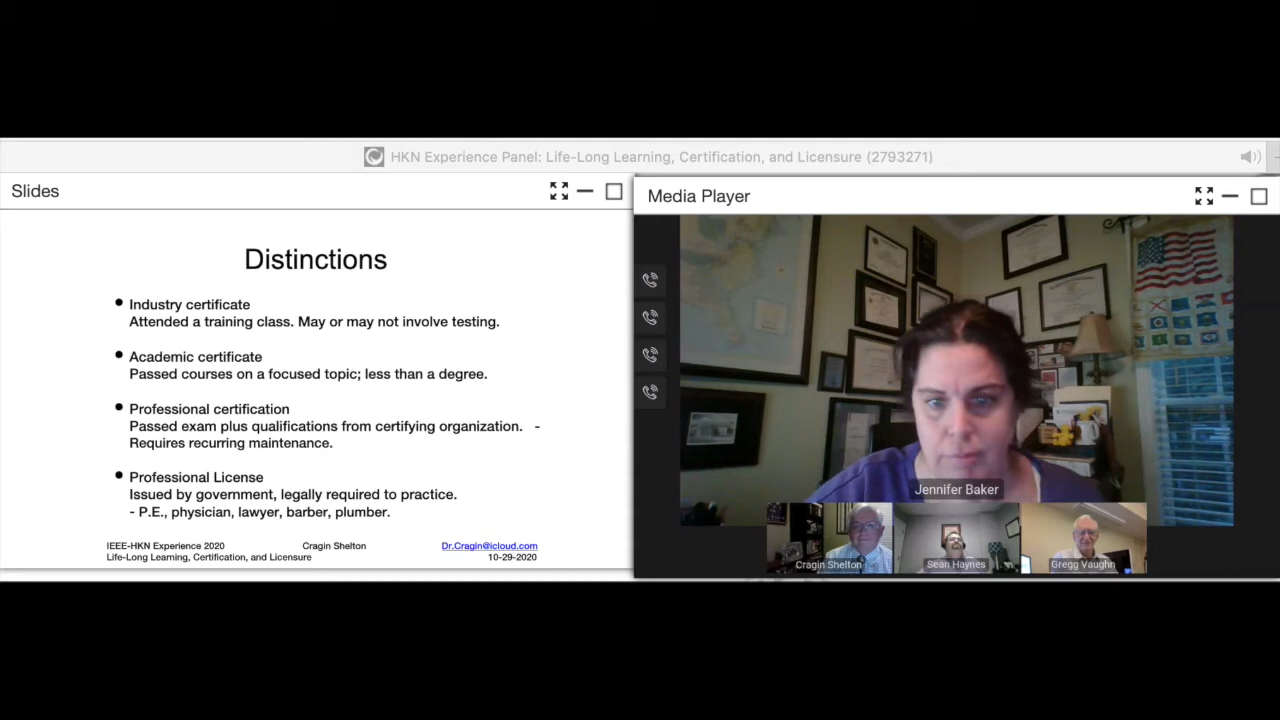 HKN Experience Panel: Life-Long Learning, Certification, and Licensure (2793271)
Slides
Distinctions
● Industry certificate
Attended a training class. May or may not involve testing.
● Academic certificate
Passed courses on a focused topic; less than a degree.
● Professional certification
Passed exam plus qualifications from certifying organization. -
Requires recurring maintenance.
● Professional License
Issued by government, legally required to practice.
- P.E., physician, lawyer, barber, plumber.
IEEE-HKN Experience 2020 Cragin Shelton Dr.Cragin@icloud.com
Life-Long Learning, Certification, and Licensure 10-29-2020
Media Player
Jennifer Baker
Cragin Shelton Sean Haynes Gregg Vaughn